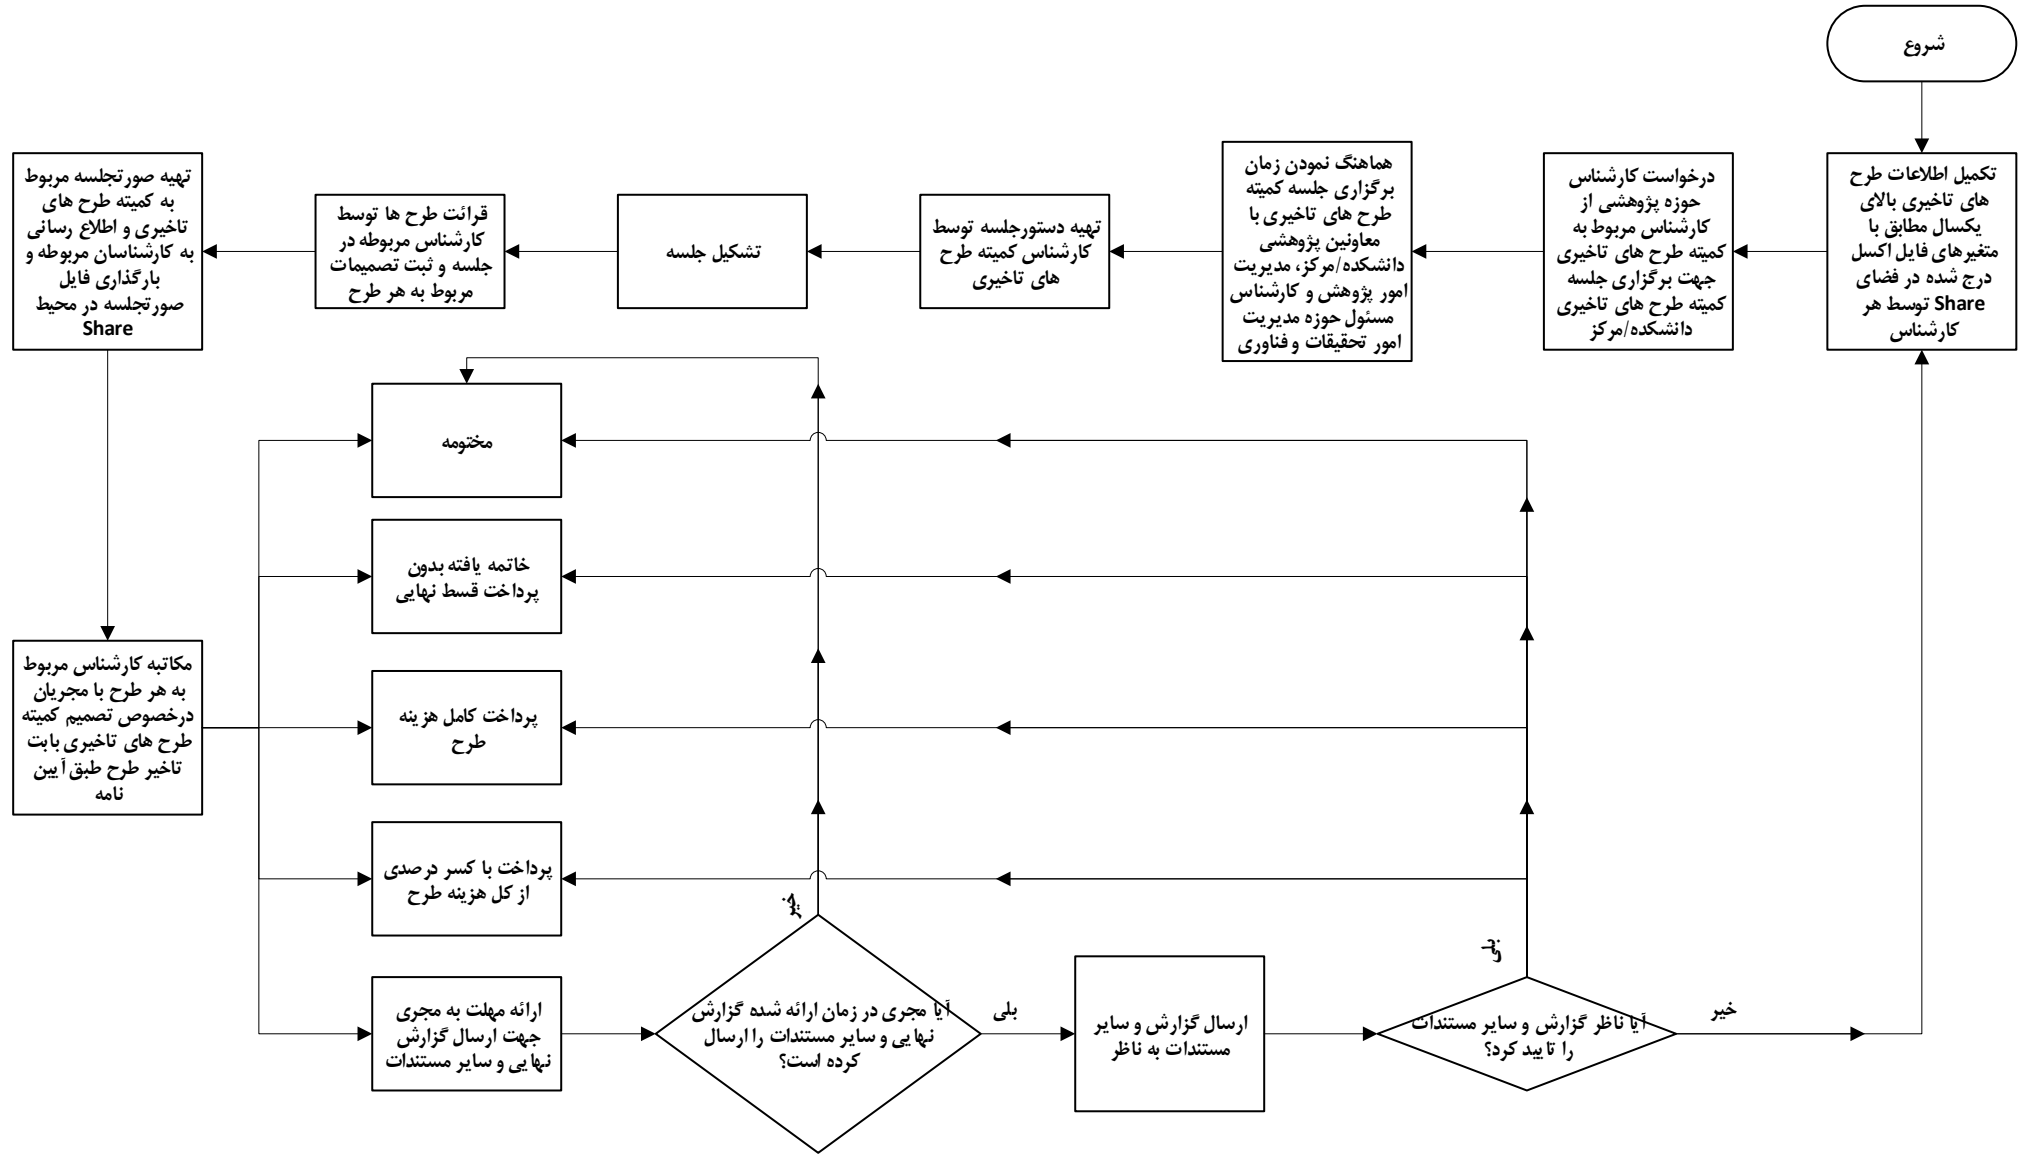 شروع
تکمیل اطلاعات طرح
های تاخیری بالای
یکسال مطابق با
متغیرهای فایل اکسل
درج شده در فضای
Share توسط هر
کارشناس
درخواست کارشناس
حوزه پژوهشی از
کارشناس مربوط به
کمیته طرح های تاخیری
جهت برگزاری جلسه
کمیته طرح های تاخیری
دانشکده/مرکز
هماهنگ نمودن زمان
برگزاری جلسه کمیته
طرح های تاخیری با
معاونین پژوهشی
دانشکده/مرکز، مدیریت
امور پژوهش و کارشناس
مسئول حوزه مدیریت
امور تحقیقات و فناوری
تهیه دستورجلسه توسط
کارشناس کمیته طرح
های تاخیری
تشکیل جلسه
قرائت طرح ها توسط
کارشناس مربوطه در
جلسه و ثبت تصمیمات
مربوط به هر طرح
تهیه صورتجلسه مربوط
به کمیته طرح های
تاخیری و اطلاع رسانی
به کارشناسان مربوطه و
بارگذاری فایل
صورتجلسه در محیط
Share
مکاتبه کارشناس مربوط
به هر طرح با مجریان
درخصوص تصمیم کمیته
طرح های تاخیری بابت
تاخیر طرح طبق آیین
نامه
مختومه
خاتمه یافته بدون
پرداخت قسط نهایی
پرداخت کامل هزینه
طرح
پرداخت با کسر درصدی
از کل هزینه طرح
ارائه مهلت به مجری
جهت ارسال گزارش
نهایی و سایر مستندات
آیا مجری در زمان ارائه شده گزارش
نهایی و سایر مستندات را ارسال
کرده است؟
خیر
بلی
ارسال گزارش و سایر
مستندات به ناظر
آیا ناظر گزارش و سایر مستندات
را تایید کرد؟
بلی
خیر